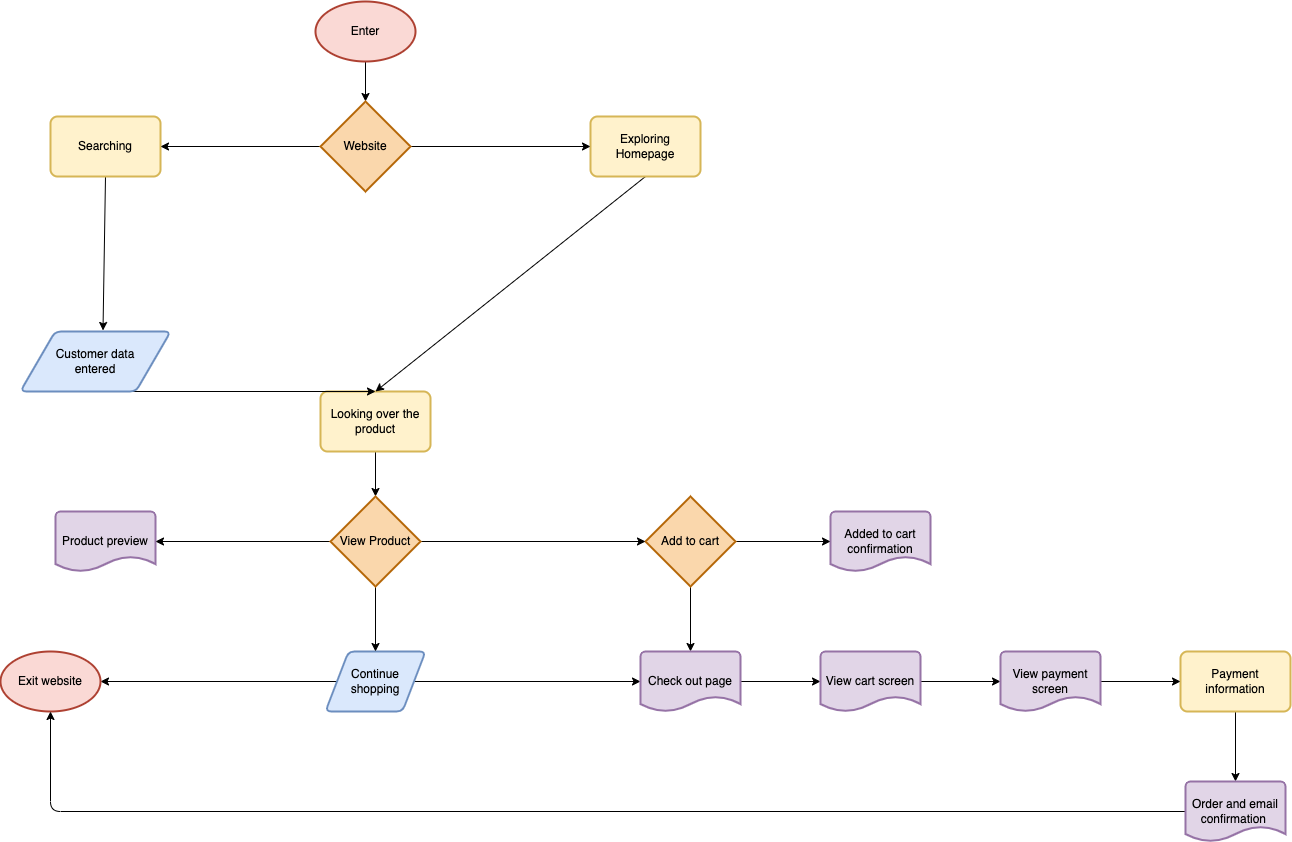 Enter
Searching
Website
Exploring
Homepage
Customer data
entered
Looking over the
product
Product preview
View Product
Add to cart
Added to cart
confirmation
Exit website
Continue
shopping
Check out page
View cart screen
View payment
screen
Payment
information
Order and email
confirmation